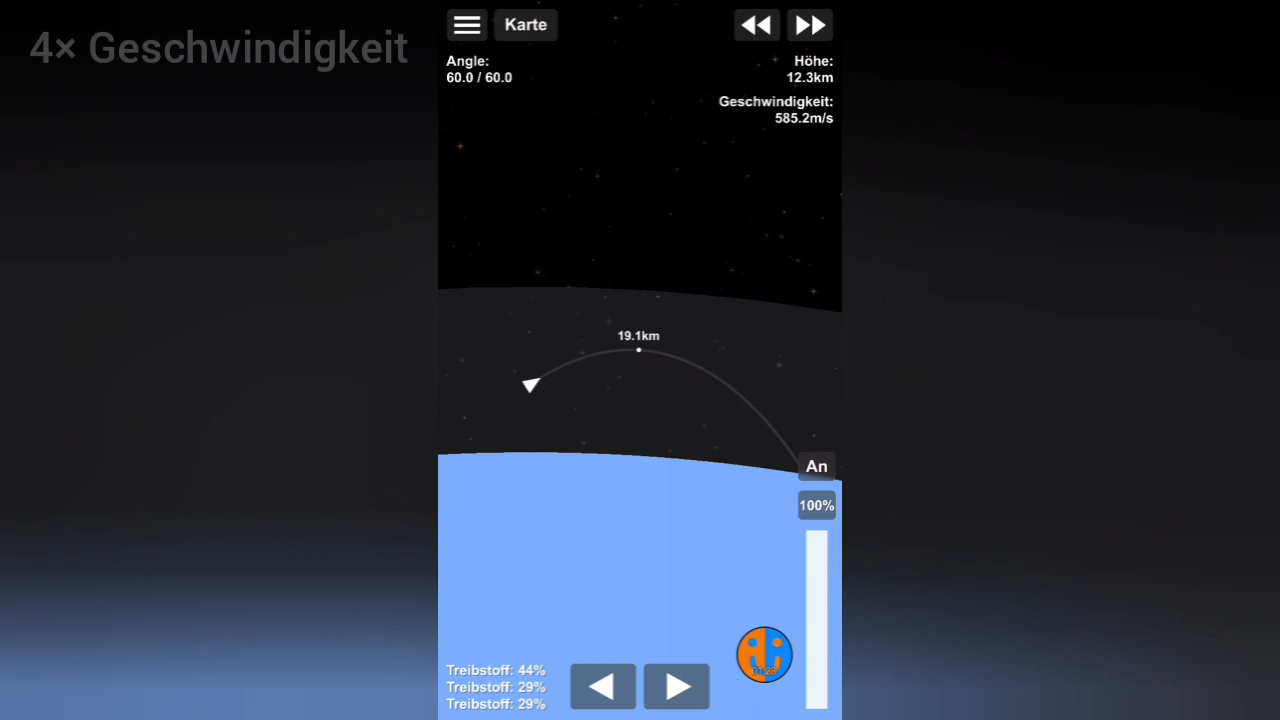 4× Geschwindigkeit
Karte
Angle:
60.0 / 60.0
Höhe:
12.3km
Geschwindigkeit:
585.2m/s
19.1km
An
100%
Treibstoff: 44%
Treibstoff: 29%
Treibstoff: 29%